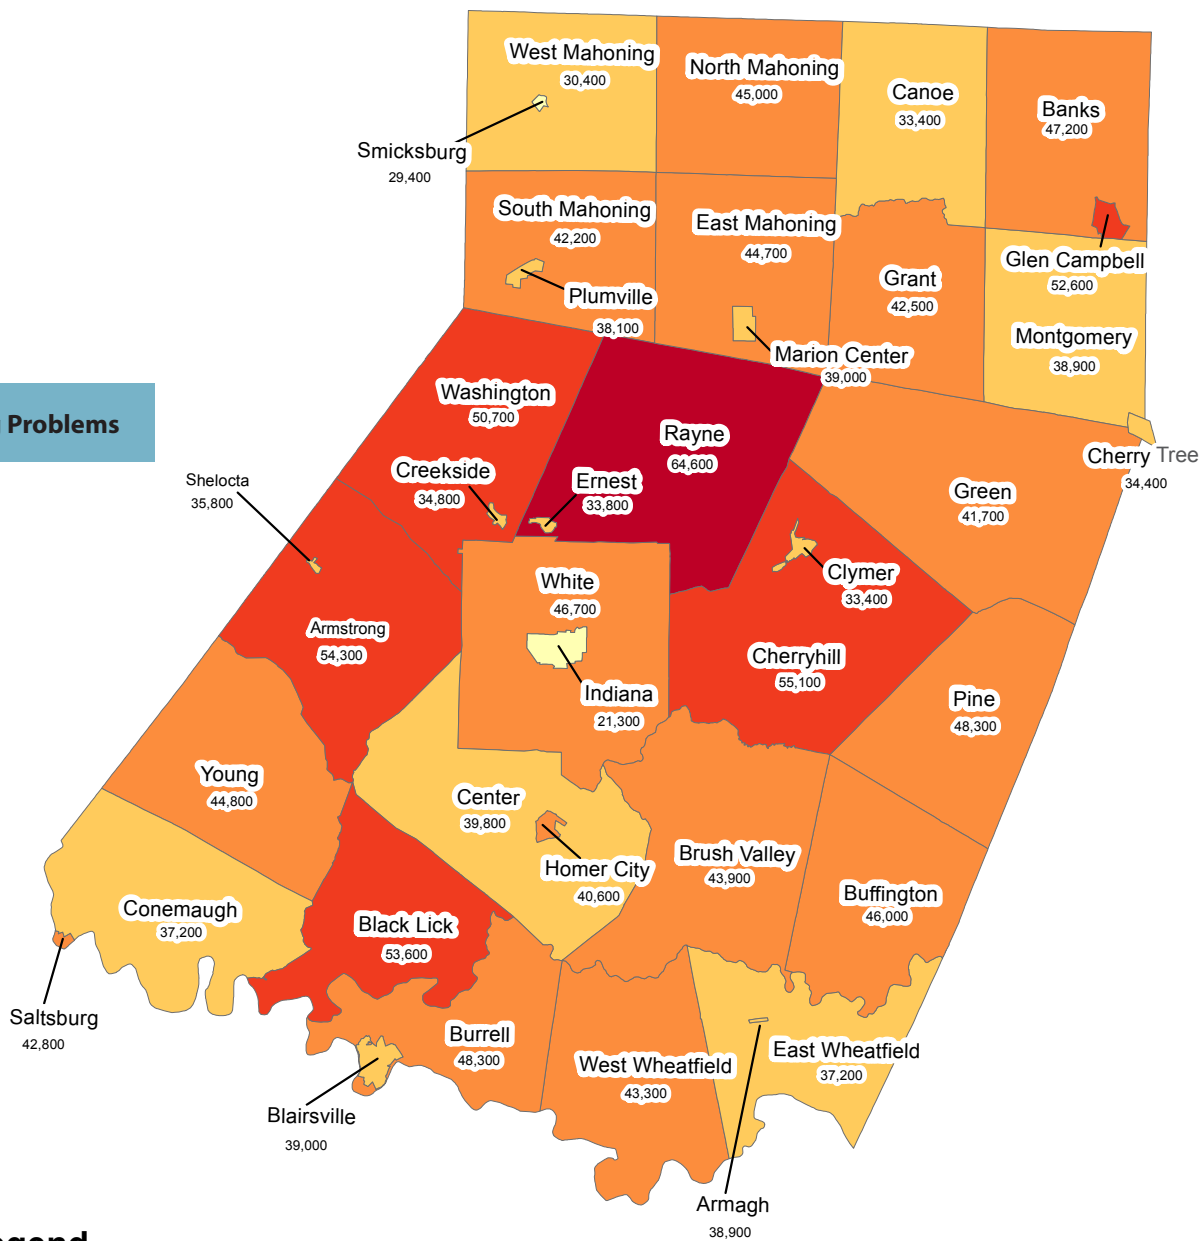 West Mahoning
30,400
North Mahoning
45,000
Canoe
33,400
Banks
47,200
Smicksburg
29,400
South Mahoning
42,200
East Mahoning
44,700
Grant
42,500
Glen Campbell
52,600
Plumville
38,100
Montgomery
38,900
Marion Center
39,000
Problems
Washington
50,700
Rayne
64,600
Cherry Tree
34,400
Creekside
34,800
Ernest
33,800
Shelocta
35,800
Green
41,700
White
46,700
Clymer
33,400
Armstrong
54,300
Cherryhill
55,100
Indiana
21,300
Pine
48,300
Young
44,800
Center
39,800
Homer City
40,600
Brush Valley
43,900
Buffington
46,000
Conemaugh
37,200
Black Lick
53,600
Saltsburg
42,800
Burrell
48,300
West Wheatfield
43,300
East Wheatfield
37,200
Blairsville
39,000
Armagh
38,900